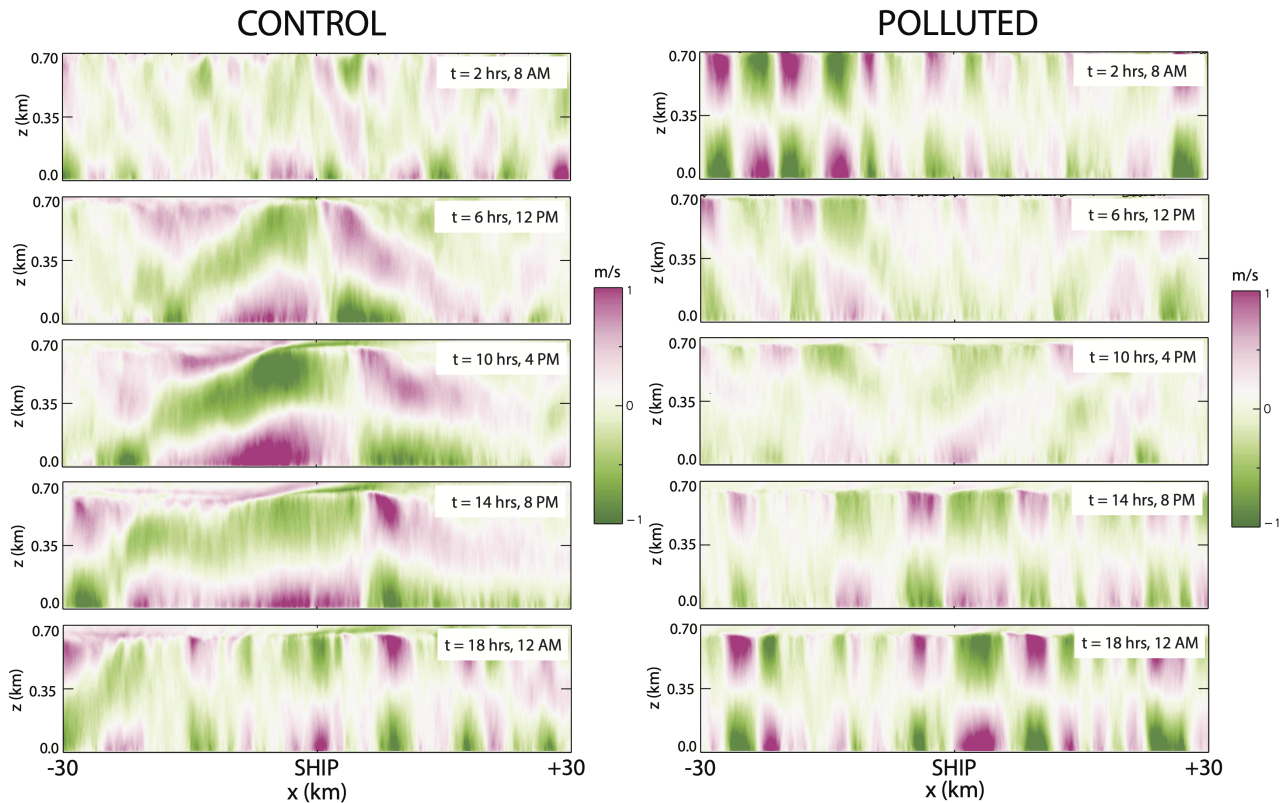 CONTROL
0.70
0.35
0.0
z (km)
t = 2 hrs, 8 AM
0.70
0.35
0.0
z (km)
t = 6 hrs, 12 PM
0.70
0.35
0.0
z (km)
t = 10 hrs, 4 PM
0.70
0.35
0.0
z (km)
t = 14 hrs, 8 PM
0.70
0.35
0.0
z (km)
t = 18 hrs, 12 AM
-30
SHIP
+30
x (km)
m/s
1
0
−1
POLLUTED
0.70
0.35
0.0
z (km)
t = 2 hrs, 8 AM
0.70
0.35
0.0
z (km)
t = 6 hrs, 12 PM
0.70
0.35
0.0
z (km)
t = 10 hrs, 4 PM
0.70
0.35
0.0
z (km)
t = 14 hrs, 8 PM
0.70
0.35
0.0
z (km)
t = 18 hrs, 12 AM
-30
SHIP
+30
x (km)
m/s
1
0
−1